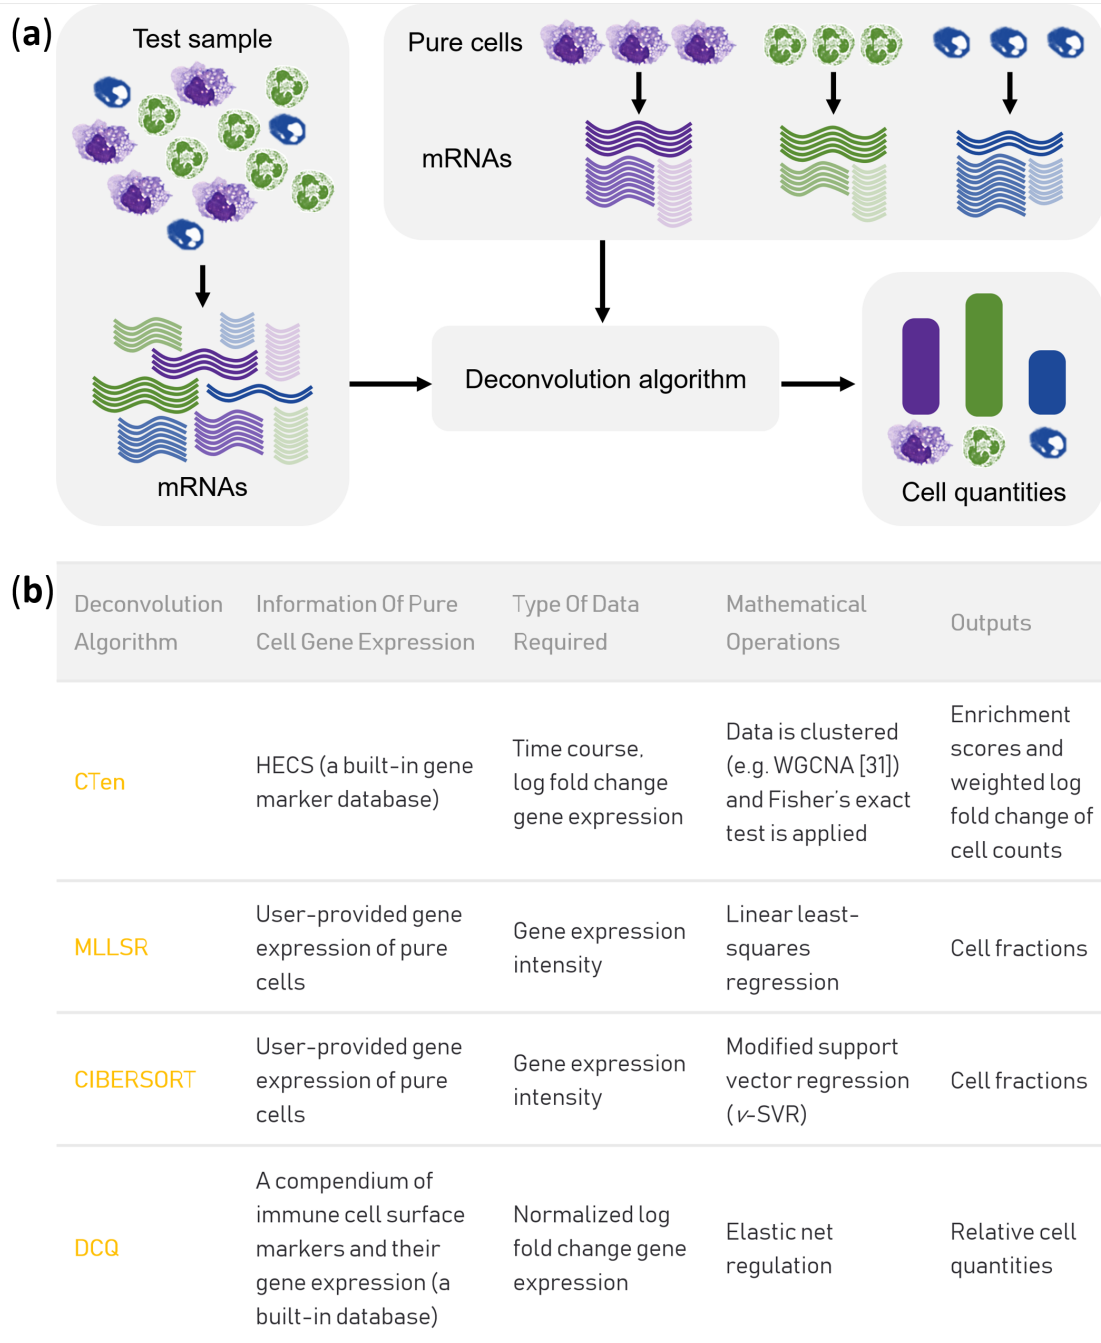 (a)
Test sample
Pure cells
mRNAs
mRNAs
Deconvolution algorithm
Cell quantities
(b)
Deconvolution
Algorithm
Information Of Pure
Cell Gene Expression
Type Of Data
Required
Mathematical
Operations
Outputs
CTen
HECS (a built-in gene
marker database)
Time course,
log fold change
gene expression
Data is clustered
(e.g. WGCNA [31])
and Fisher's exact
test is applied
Enrichment
scores and
weighted log
fold change of
cell counts
MLLSR
User-provided gene
expression of pure
cells
Gene expression
intensity
Linear least-
squares
regression
Cell fractions
CIBERSORT
User-provided gene
expression of pure
cells
Gene expression
intensity
Modified support
vector regression
(ν-SVR)
Cell fractions
DCQ
A compendium of
immune cell surface
markers and their
gene expression (a
built-in database)
Normalized log
fold change gene
expression
Elastic net
regulation
Relative cell
quantities